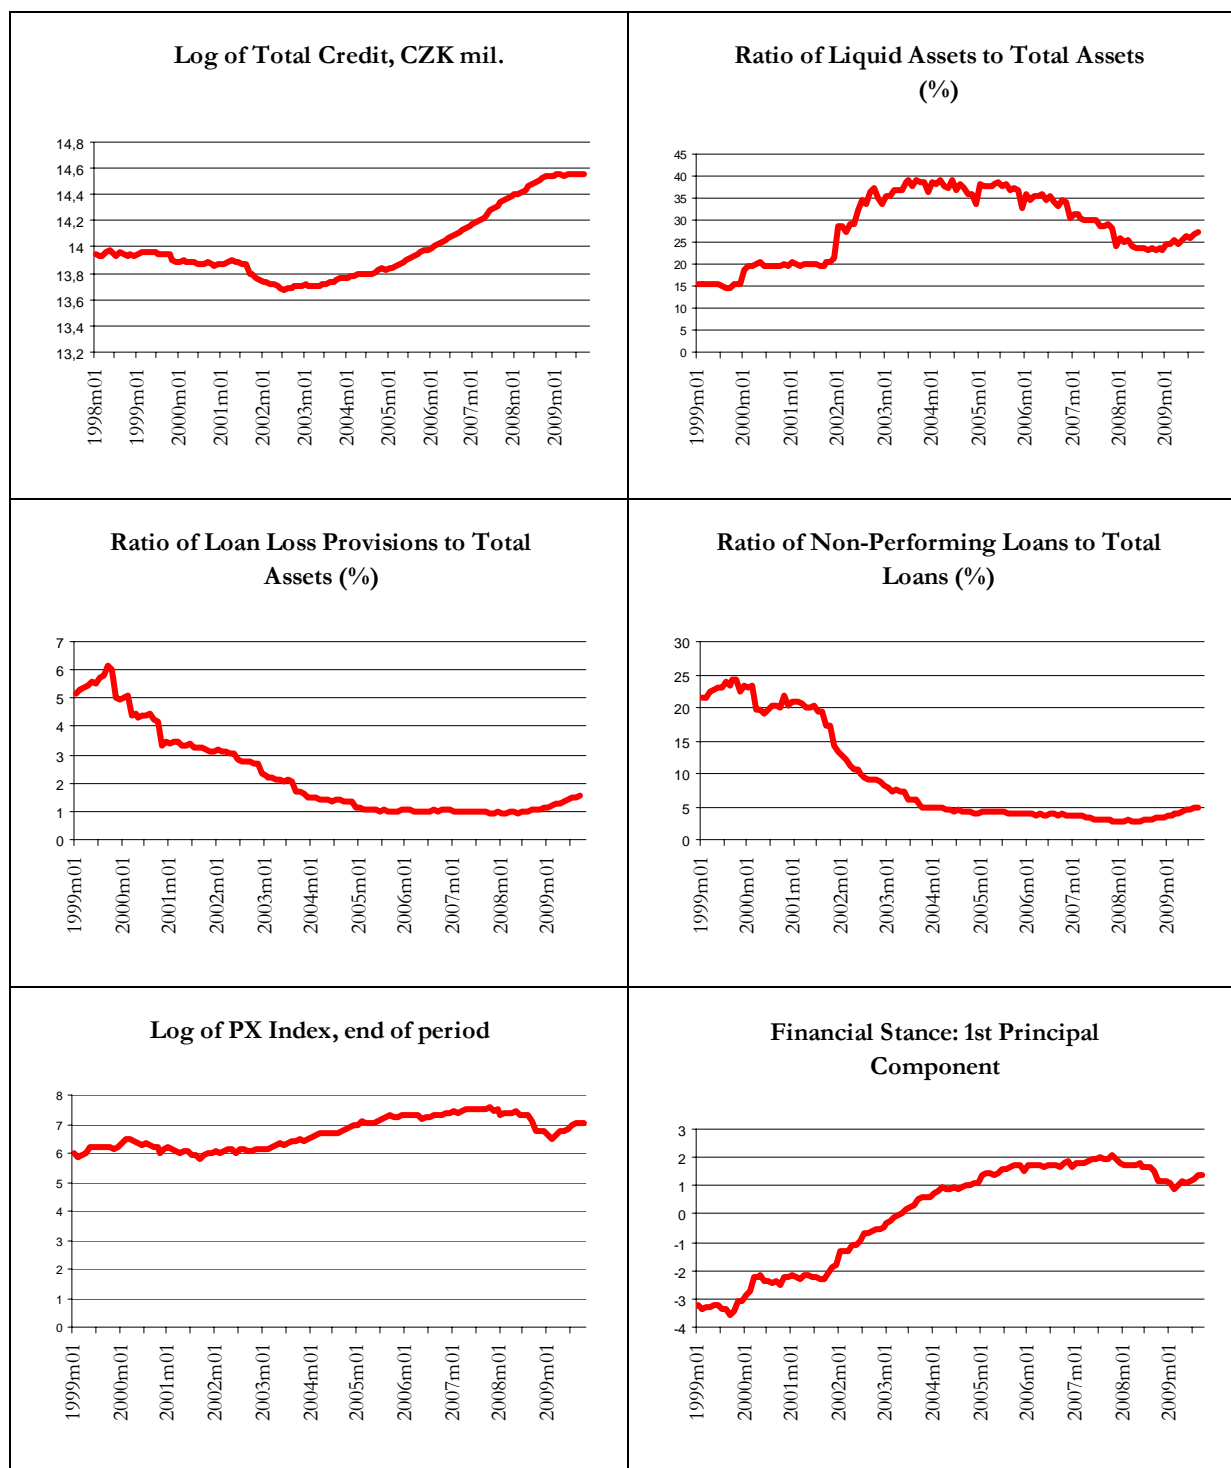 Log of Total Credit, CZK mil.
14,8
14,6
14,4
14,2
14
13,8
13,6
13,4
13,2
1998m01
1999m01
2000m01
2001m01
2002m01
2003m01
2004m01
2005m01
2006m01
2007m01
2008m01
2009m01
Ratio of Liquid Assets to Total Assets
(%)
45
40
35
30
25
20
15
10
5
0
1999m01
2000m01
2001m01
2002m01
2003m01
2004m01
2005m01
2006m01
2007m01
2008m01
2009m01
Ratio of Loan Loss Provisions to Total
Assets (%)
7
6
5
4
3
2
1
0
1999m01
2000m01
2001m01
2002m01
2003m01
2004m01
2005m01
2006m01
2007m01
2008m01
2009m01
Ratio of Non-Performing Loans to Total
Loans (%)
30
25
20
15
10
5
0
1999m01
2000m01
2001m01
2002m01
2003m01
2004m01
2005m01
2006m01
2007m01
2008m01
2009m01
Log of PX Index, end of period
8
7
6
5
4
3
2
1
0
1999m01
2000m01
2001m01
2002m01
2003m01
2004m01
2005m01
2006m01
2007m01
2008m01
2009m01
Financial Stance: 1st Principal
Component
3
2
1
0
-1
-2
-3
-4
1999m01
2000m01
2001m01
2002m01
2003m01
2004m01
2005m01
2006m01
2007m01
2008m01
2009m01